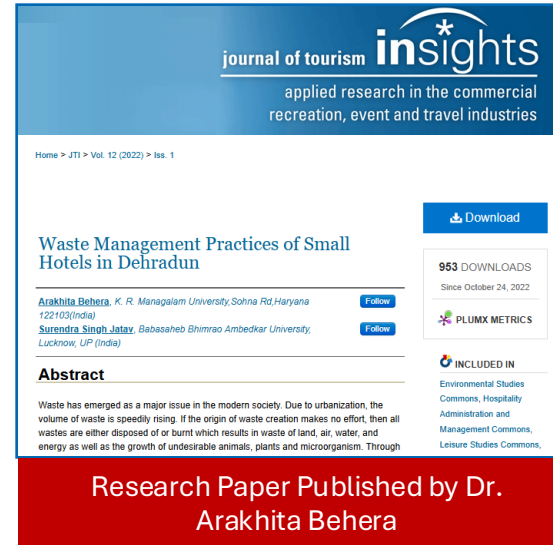 journal of tourism insights
applied research in the commercial
recreation, event and travel industries
Home > JTI > Vol. 12 (2022) > Iss. 1
Download
Waste Management Practices of Small
Hotels in Dehradun
953 DOWNLOADS
Since October 24, 2022
Arakhita Behera, K. R. Managalam University,Sohna Rd,Haryana
122103(India)
Follow
Surendra Singh Jatav, Babasaheb Bhimrao Ambedkar University,
Lucknow, UP (India)
Follow
PLUMX METRICS
Abstract
INCLUDED IN
Environmental Studies
Commons, Hospitality
Administration and
Management Commons,
Leisure Studies Commons,
Waste has emerged as a major issue in the modern society. Due to urbanization, the
volume of waste is speedily rising. If the origin of waste creation makes no effort, then all
wastes are either disposed of or burnt which results in waste of land, air, water, and
energy as well as the growth of undesirable animals, plants and microorganism. Through
Research Paper Published by Dr.
Arakhita Behera